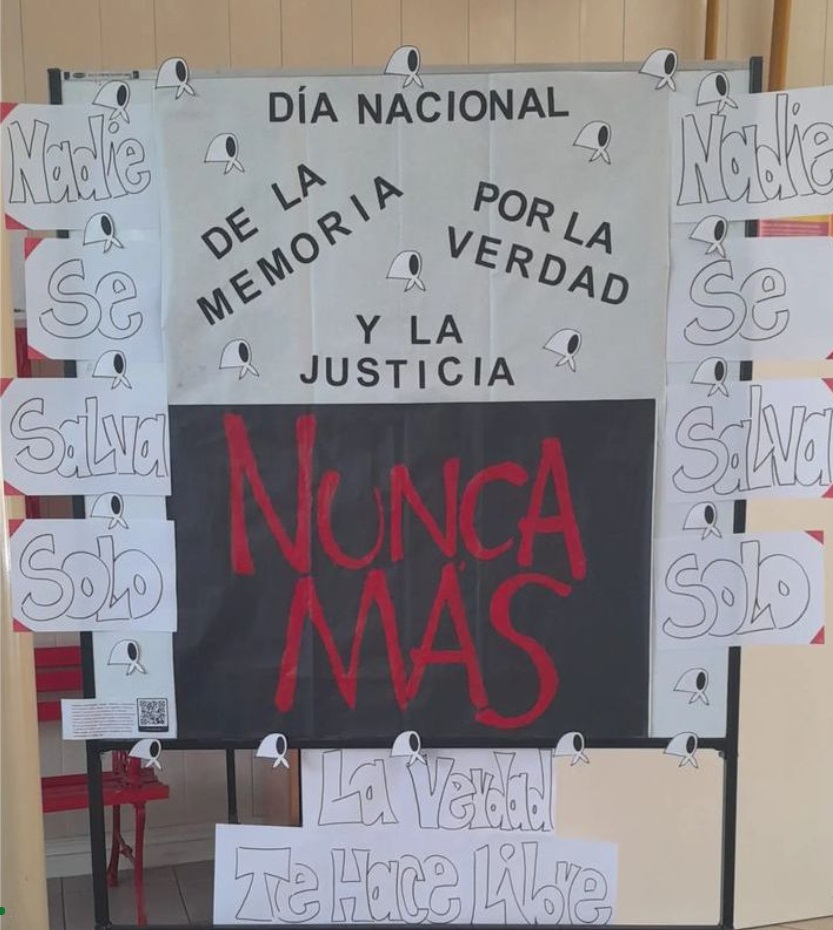 DÍA NACIONAL
DE LA
MEMORIA
POR LA
VERDAD
Y LA
JUSTICIA
NUNCA
MÁS
Nadie
Se
Salva
Solo
Nadie
Se
Salva
Solo
La Verdad
Te Hace Libre